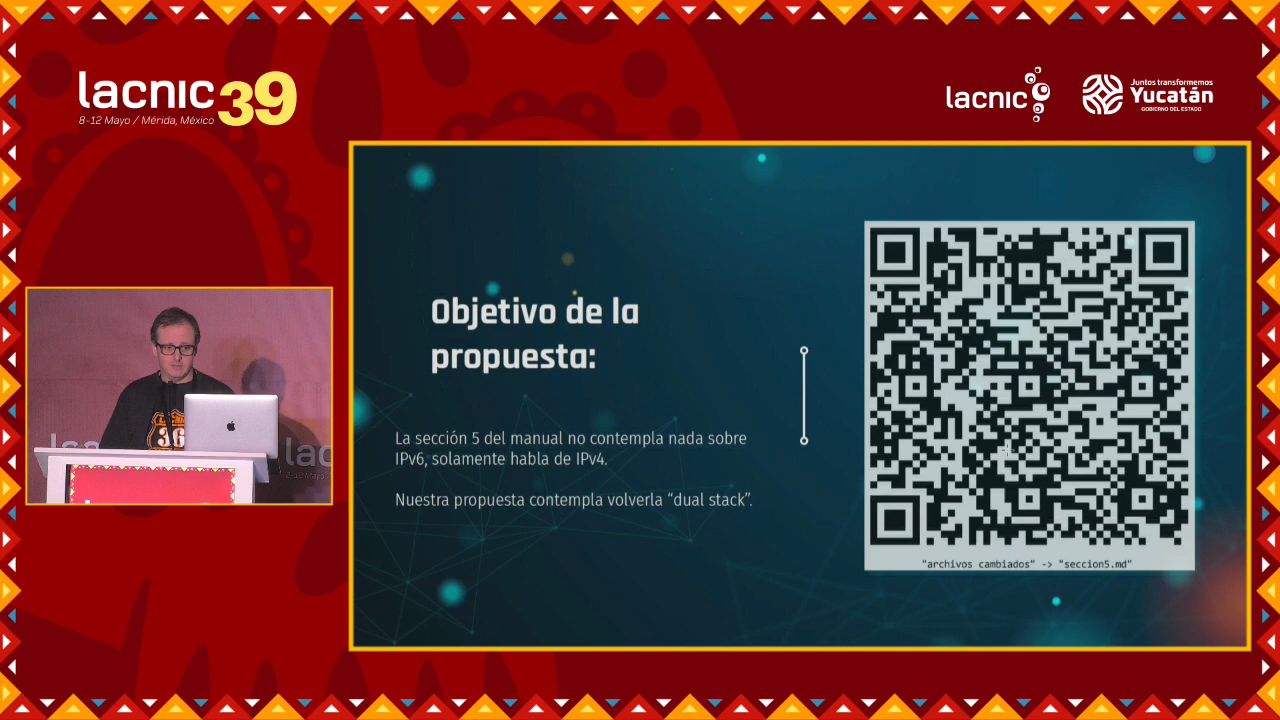 lacnic39
8-12 Mayo / Mérida, México
lacnic
Juntos transformemos
Yucatán
GOBIERNO DEL ESTADO
Objetivo de la
propuesta:
La sección 5 del manual no contempla nada sobre
IPv6, solamente habla de IPv4.
Nuestra propuesta contempla volverla “dual stack”.
"archivos cambiados" -> "seccion5.md"
36
lac